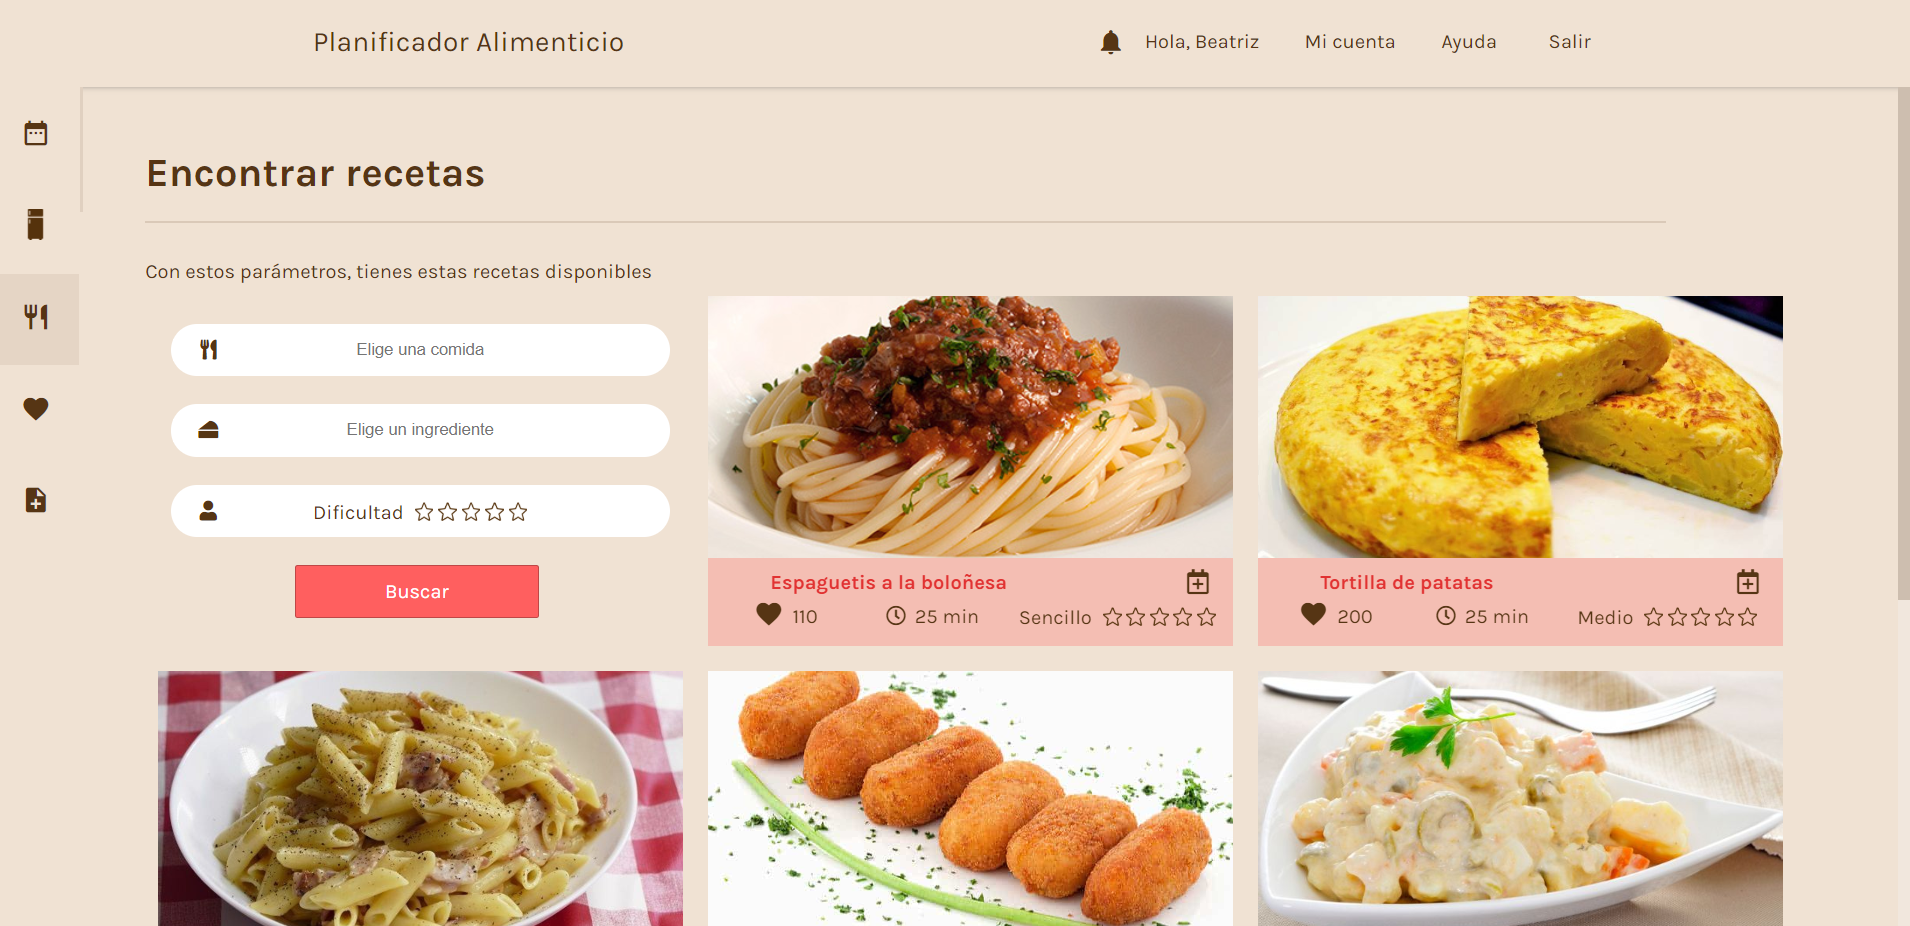 Planificador Alimenticio
Hola, Beatriz
Mi cuenta
Ayuda
Salir
Encontrar recetas
Con estos parámetros, tienes estas recetas disponibles
Elige una comida
Elige un ingrediente
Dificultad
Buscar
Espaguetis a la boloñesa
110
25 min
Sencillo
Tortilla de patatas
200
25 min
Medio